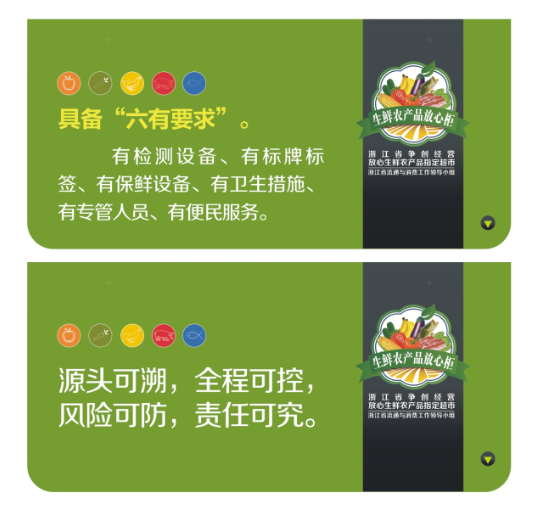 具备“六有要求”。
有检测设备、有标牌标
签、有保鲜设备、有卫生措施、
有专管人员、有便民服务。
生鲜农产品放心柜
浙江省争创经营
放心生鲜农产品指定超市
浙江省流通与消费工作领导小组
源头可溯，全程可控，
风险可防，责任可究。
生鲜农产品放心柜
浙江省争创经营
放心生鲜农产品指定超市
浙江省流通与消费工作领导小组